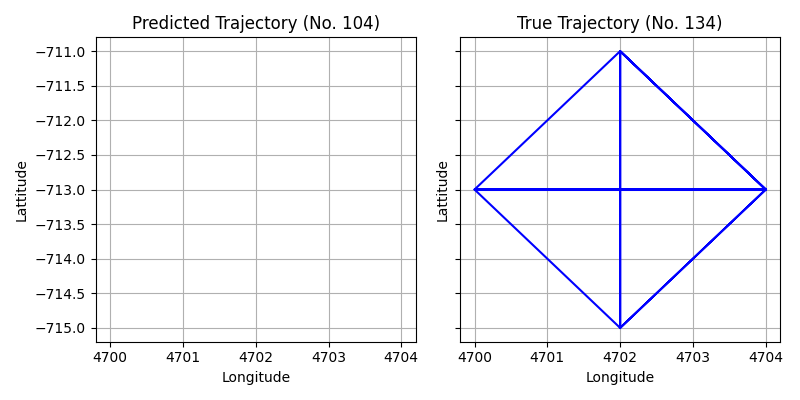 Predicted Trajectory (No. 104)
True Trajectory (No. 134)
−711.0
−711.5
−712.0
−712.5
−713.0
−713.5
−714.0
−714.5
−715.0
Lattitude
Lattitude
4700 4701 4702 4703 4704
4700 4701 4702 4703 4704
Longitude
Longitude